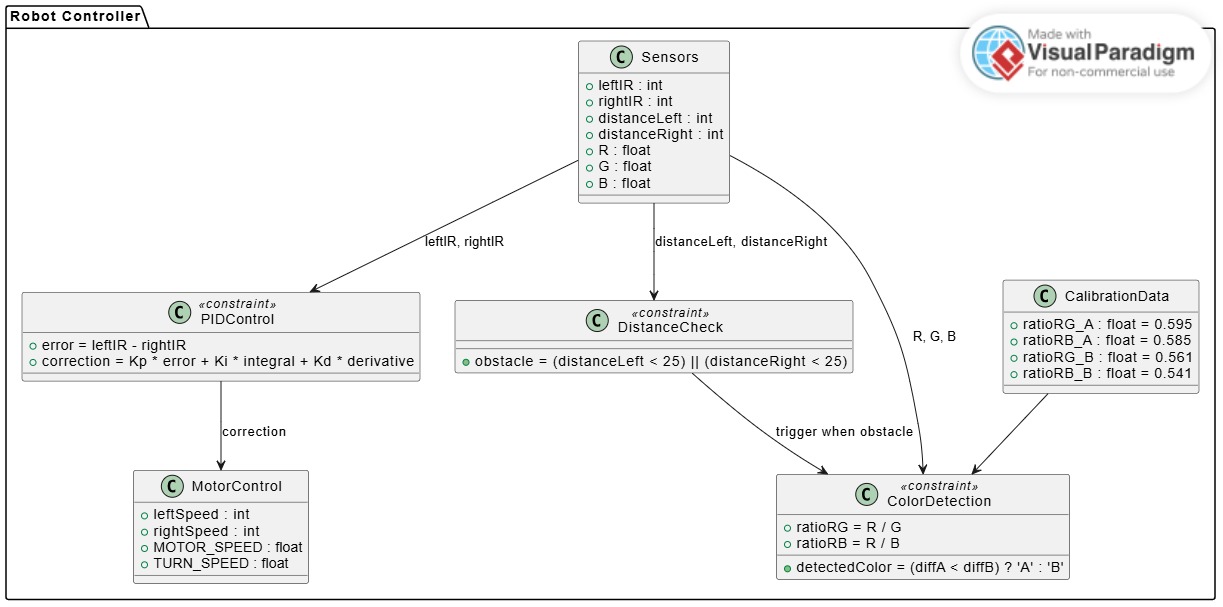 Robot Controller
Made with
Visual Paradigm
For non-commercial use
C Sensors
leftIR : int
rightIR : int
distanceLeft : int
distanceRight : int
R : float
G : float
B : float
leftIR, rightIR
distanceLeft, distanceRight
R, G, B
C «constraint»
PIDControl
error = leftIR - rightIR
correction = Kp * error + Ki * integral + Kd * derivative
C «constraint»
DistanceCheck
obstacle = (distanceLeft < 25) || (distanceRight < 25)
C CalibrationData
ratioRG_A : float = 0.595
ratioRB_A : float = 0.585
ratioRG_B : float = 0.561
ratioRB_B : float = 0.541
correction
trigger when obstacle
C MotorControl
leftSpeed : int
rightSpeed : int
MOTOR_SPEED : float
TURN_SPEED : float
C «constraint»
ColorDetection
ratioRG = R / G
ratioRB = R / B
detectedColor = (diffA < diffB) ? 'A' : 'B'